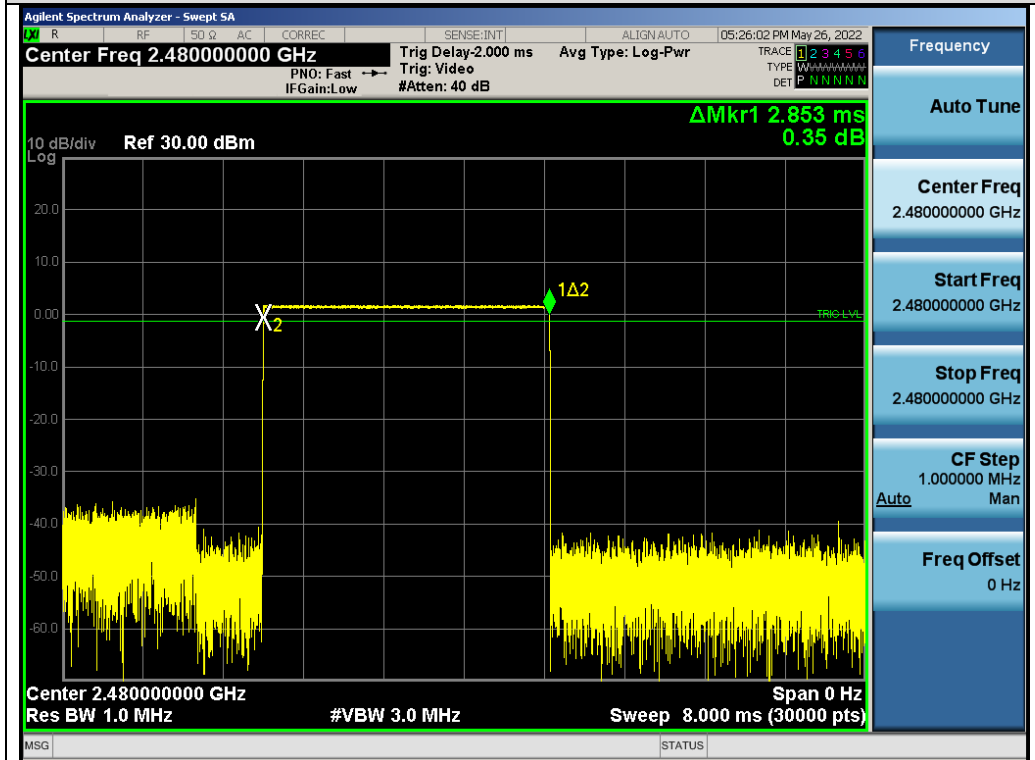 Agilent Spectrum Analyzer - Swept SA
LXI R RF 50 Ω AC CORREC SENSE:INT ALIGN AUTO 05:26:02 PM May 26, 2022
Center Freq 2.480000000 GHz
PNO: Fast
IFGain:Low
Trig Delay-2.000 ms
Trig: Video
#Atten: 40 dB
Avg Type: Log-Pwr
TRACE 1 2 3 4 5 6
TYPE WWWWWW
DET P N N N N N
ΔMkr1 2.853 ms
0.35 dB
10 dB/div Ref 30.00 dBm
Log
20.0
10.0
0.00
-10.0
-20.0
-30.0
-40.0
-50.0
-60.0
1Δ2
2
TRIG LVL
Center 2.480000000 GHz Span 0 Hz
Res BW 1.0 MHz #VBW 3.0 MHz Sweep 8.000 ms (30000 pts)
MSG STATUS
Frequency
Auto Tune
Center Freq
2.480000000 GHz
Start Freq
2.480000000 GHz
Stop Freq
2.480000000 GHz
CF Step
1.000000 MHz
Auto Man
Freq Offset
0 Hz